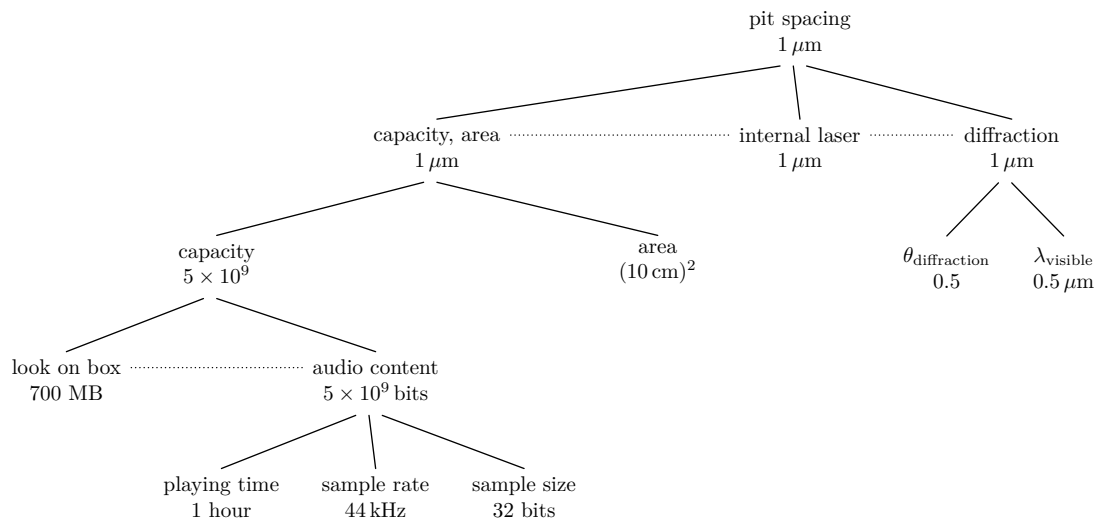 pit spacing
1 μm
capacity, area
1 μm
internal laser
1 μm
diffraction
1 μm
capacity
5 × 10⁹
area
(10 cm)²
θdiffraction
0.5
λvisible
0.5 μm
look on box
700 MB
audio content
5 × 10⁹ bits
playing time
1 hour
sample rate
44 kHz
sample size
32 bits